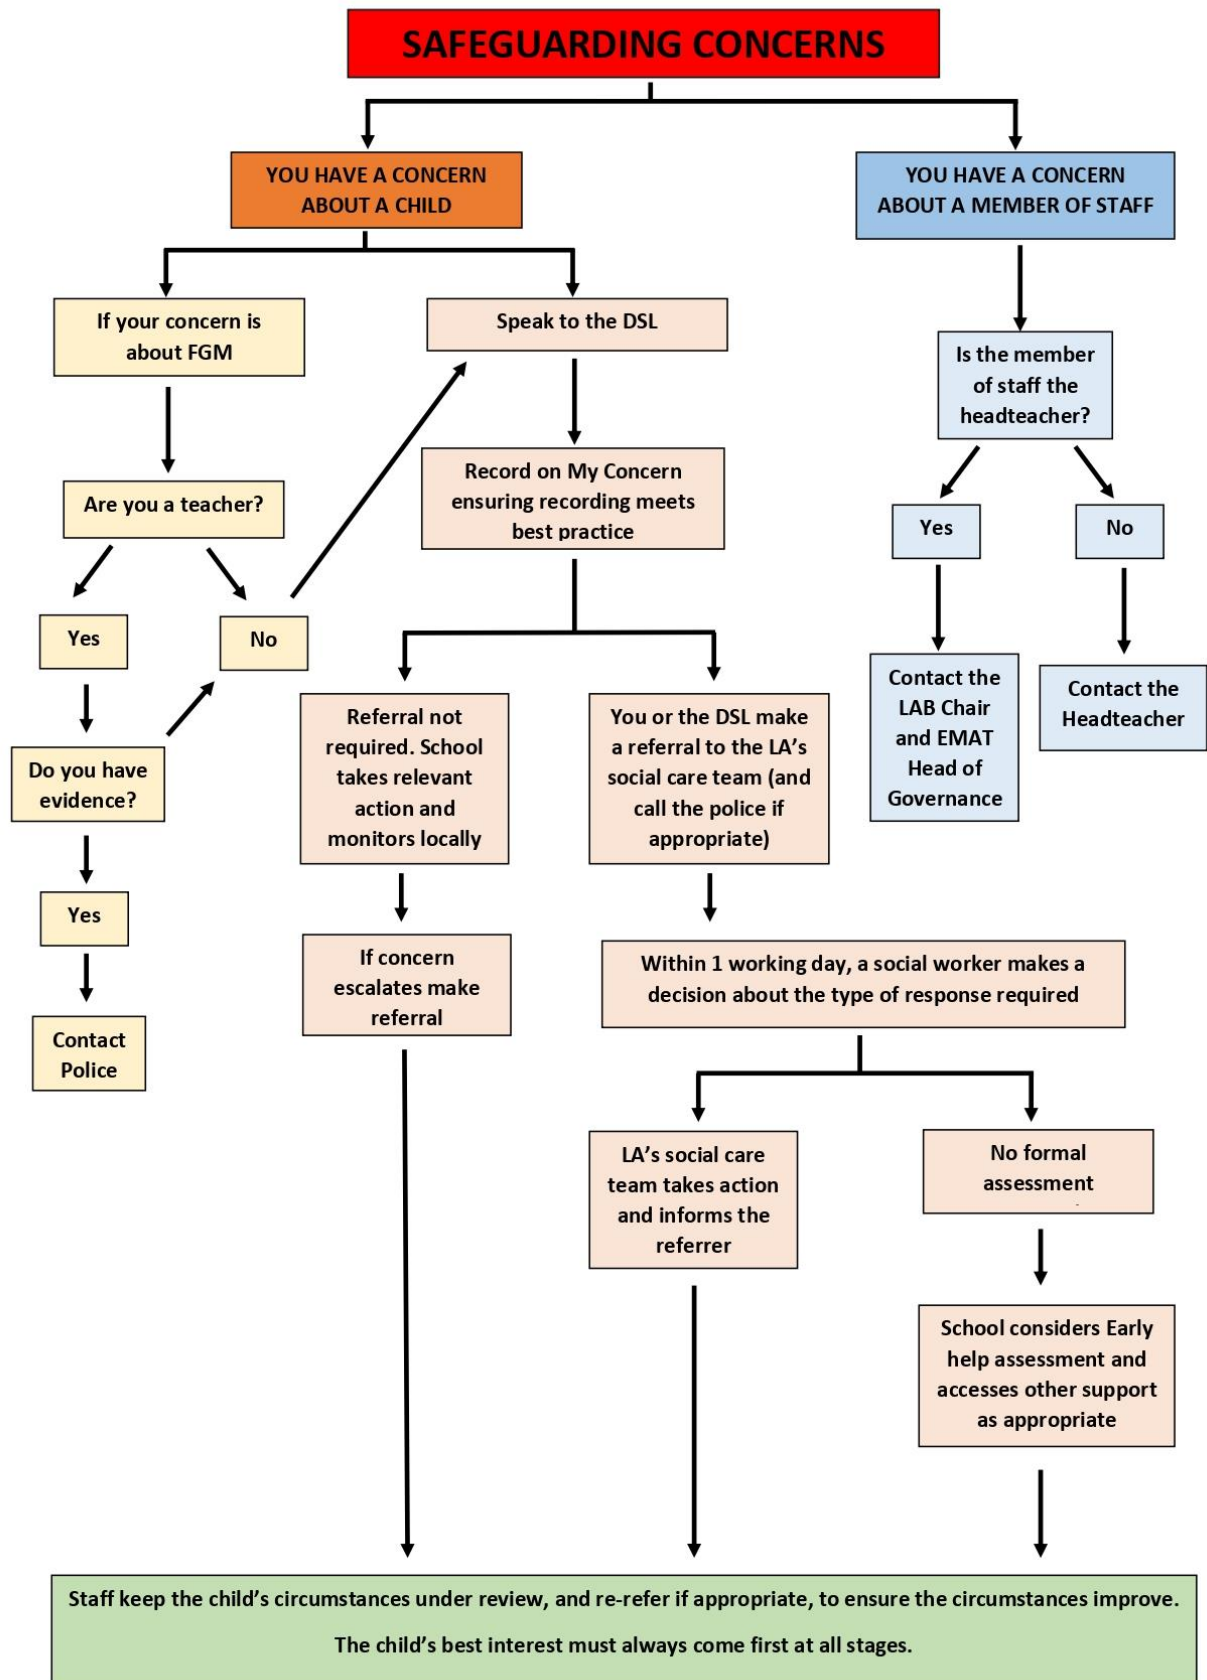 SAFEGUARDING CONCERNS
YOU HAVE A CONCERN
ABOUT A CHILD
YOU HAVE A CONCERN
ABOUT A MEMBER OF STAFF
If your concern is
about FGM
Speak to the DSL
Is the member
of staff the
headteacher?
Are you a teacher?
Record on My Concern
ensuring recording meets
best practice
Yes
No
Yes
No
Do you have
evidence?
Referral not
required. School
takes relevant
action and
monitors locally
You or the DSL make
a referral to the LA’s
social care team (and
call the police if
appropriate)
Contact the
LAB Chair
and EMAT
Head of
Governance
Contact the
Headteacher
Yes
Contact
Police
If concern
escalates make
referral
Within 1 working day, a social worker makes a
decision about the type of response required
LA’s social care
team takes action
and informs the
referrer
No formal
assessment
School considers Early
help assessment and
accesses other support
as appropriate
Staff keep the child’s circumstances under review, and re-refer if appropriate, to ensure the circumstances improve.
The child’s best interest must always come first at all stages.